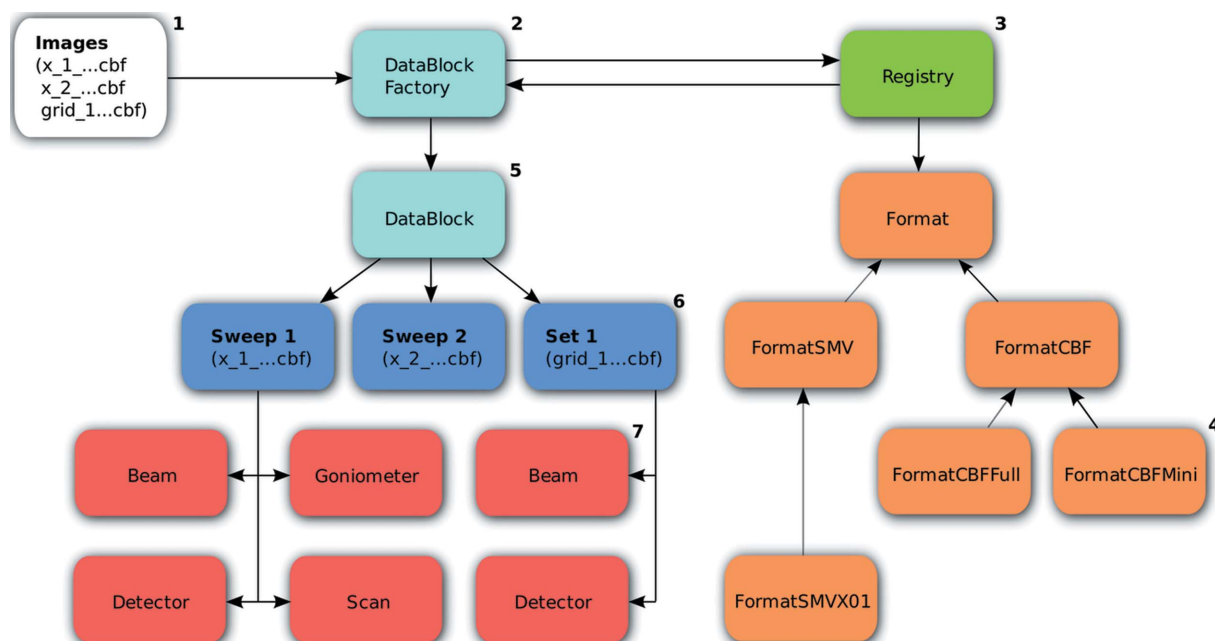 1
Images
(x_1_...cbf
x_2_...cbf
grid_1...cbf)
2
DataBlock
Factory
3
Registry
5
DataBlock
Format
6
Sweep 1
(x_1_...cbf)
Sweep 2
(x_2_...cbf)
Set 1
(grid_1...cbf)
FormatSMV
FormatCBF
7
4
Beam
Goniometer
Beam
FormatCBFFull
FormatCBFMini
Detector
Scan
Detector
FormatSMVX01